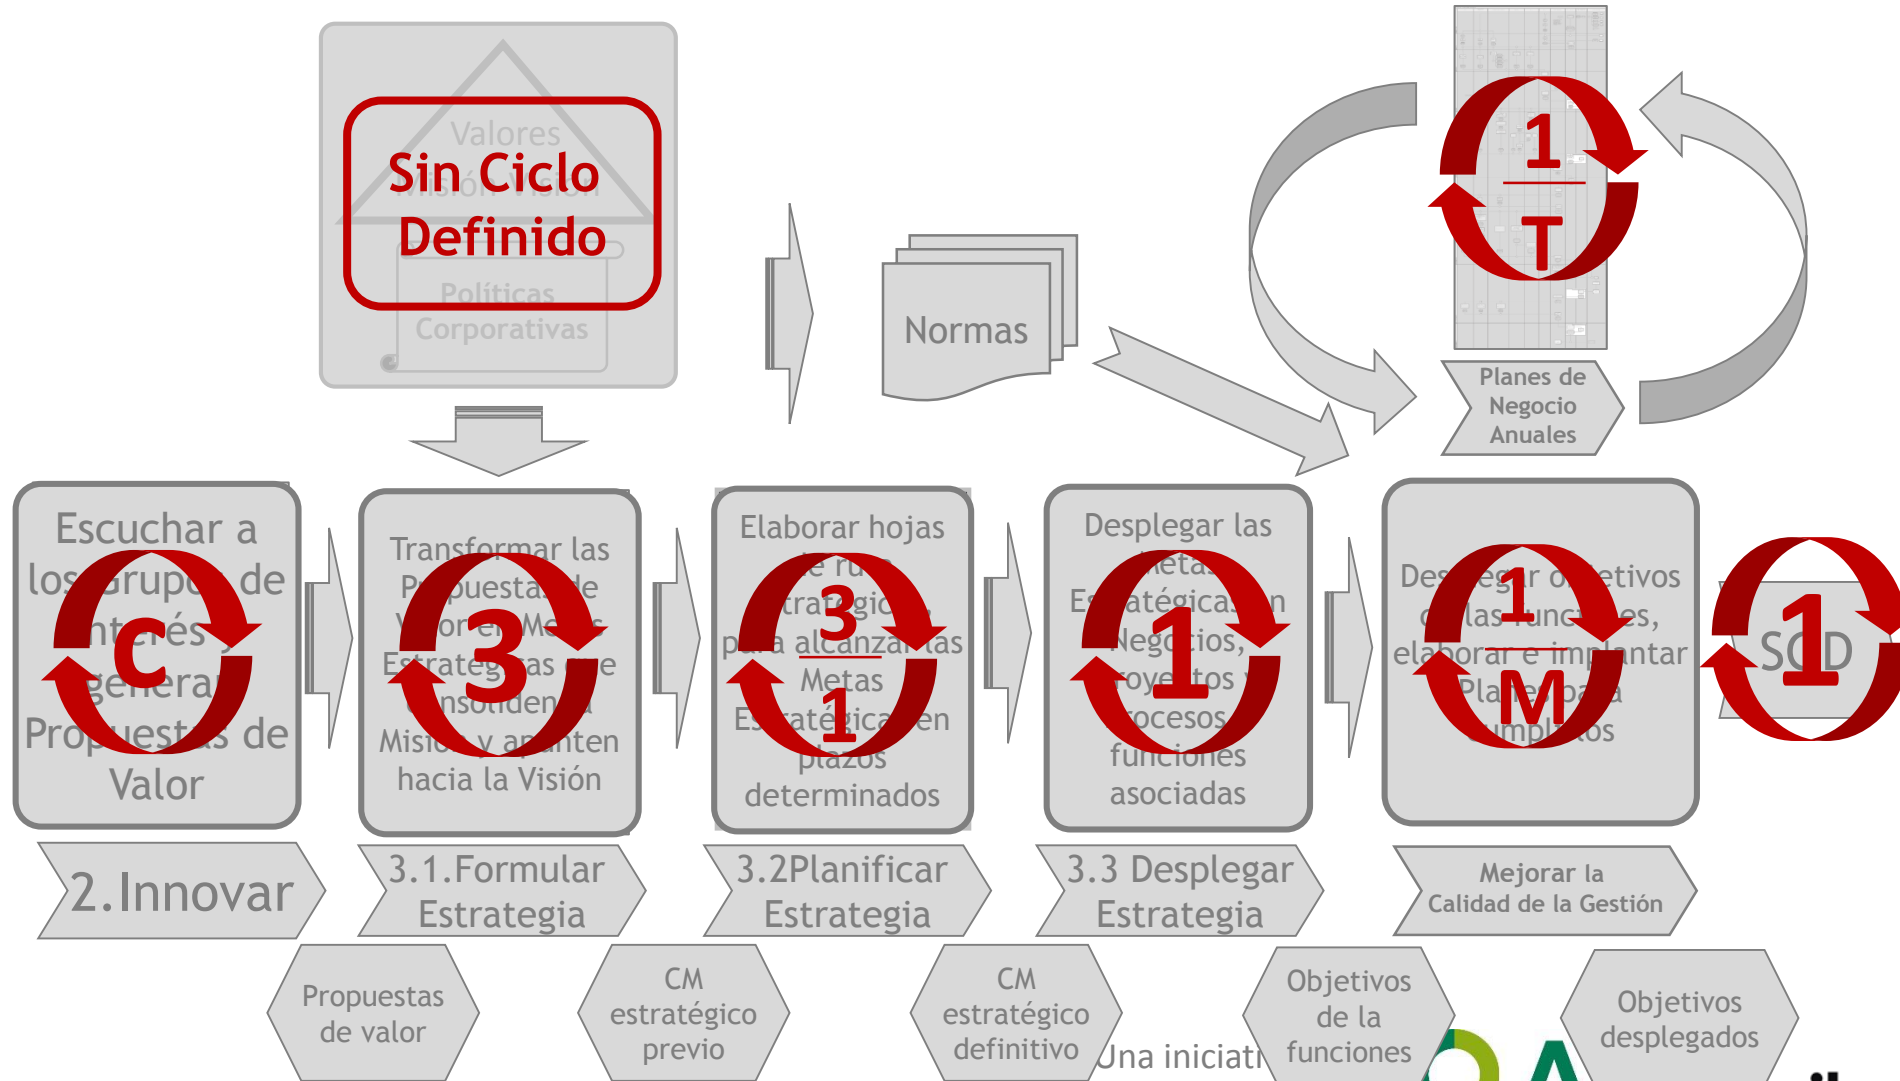 Valores
Misión Visión
Sin Ciclo
Definido
Políticas
Corporativas
Normas
1
T
Planes de
Negocio
Anuales
Escuchar a
los Grupos de
Interés y
generar
Propuestas de
Valor
c
Transformar las
Propuestas de
Valor en Metas
Estratégicas que
consoliden la
Misión y apunten
hacia la Visión
3
Elaborar hojas
de ruta
estratégicas,
para alcanzar las
Metas
Estratégicas en
plazos
determinados
3
1
Desplegar las
Metas
Estratégicas en
Negocios,
Proyectos y
Procesos
funciones
asociadas
1
Desplegar objetivos
las funciones,
elaborar e implantar
Planes para
cumplirlos
1
M
SCD
1
2.Innovar
3.1.Formular
Estrategia
3.2Planificar
Estrategia
3.3 Desplegar
Estrategia
Mejorar la
Calidad de la Gestión
Propuestas
de valor
CM
estratégico
previo
CM
estratégico
definitivo
Objetivos
de la
funciones
Objetivos
desplegados
Una iniciati
A